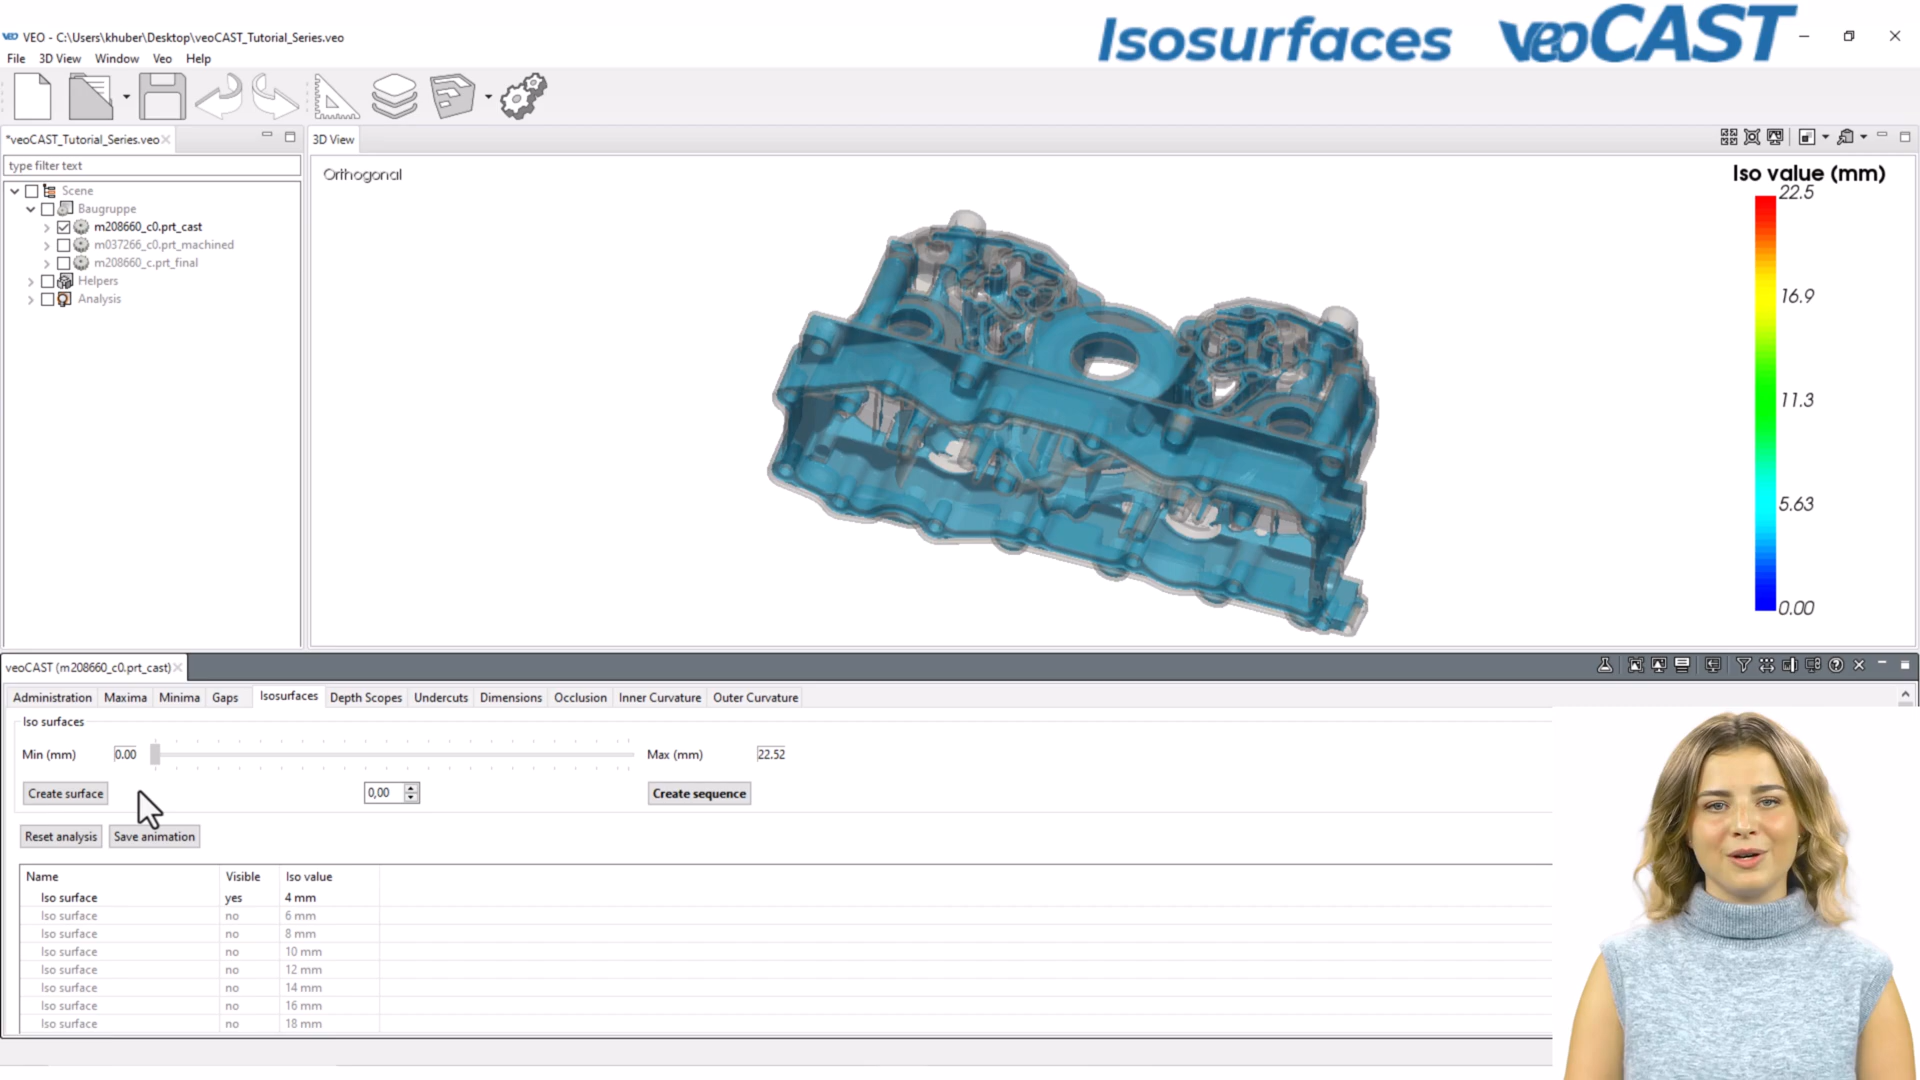 Isosurfaces veoCAST
VEO VEO - C:\Users\khuber\Desktop\veoCAST_Tutorial_Series.veo
File 3D View Window Veo Help
*veoCAST_Tutorial_Series.veo
3D View
type filter text
Scene
Baugruppe
m208660_c0.prt_cast
m037266_c0.prt_machined
m208660_c.prt_final
Helpers
Analysis
Orthogonal
Iso value (mm)
22.5
16.9
11.3
5.63
0.00
veoCAST (m208660_c0.prt_cast)
Administration Maxima Minima Gaps Isosurfaces Depth Scopes Undercuts Dimensions Occlusion Inner Curvature Outer Curvature
Iso surfaces
Min (mm) 0.00 Max (mm) 22.52
Create surface 0,00 Create sequence
Reset analysis Save animation
Name Visible Iso value
Iso surface yes 4 mm
Iso surface no 6 mm
Iso surface no 8 mm
Iso surface no 10 mm
Iso surface no 12 mm
Iso surface no 14 mm
Iso surface no 16 mm
Iso surface no 18 mm